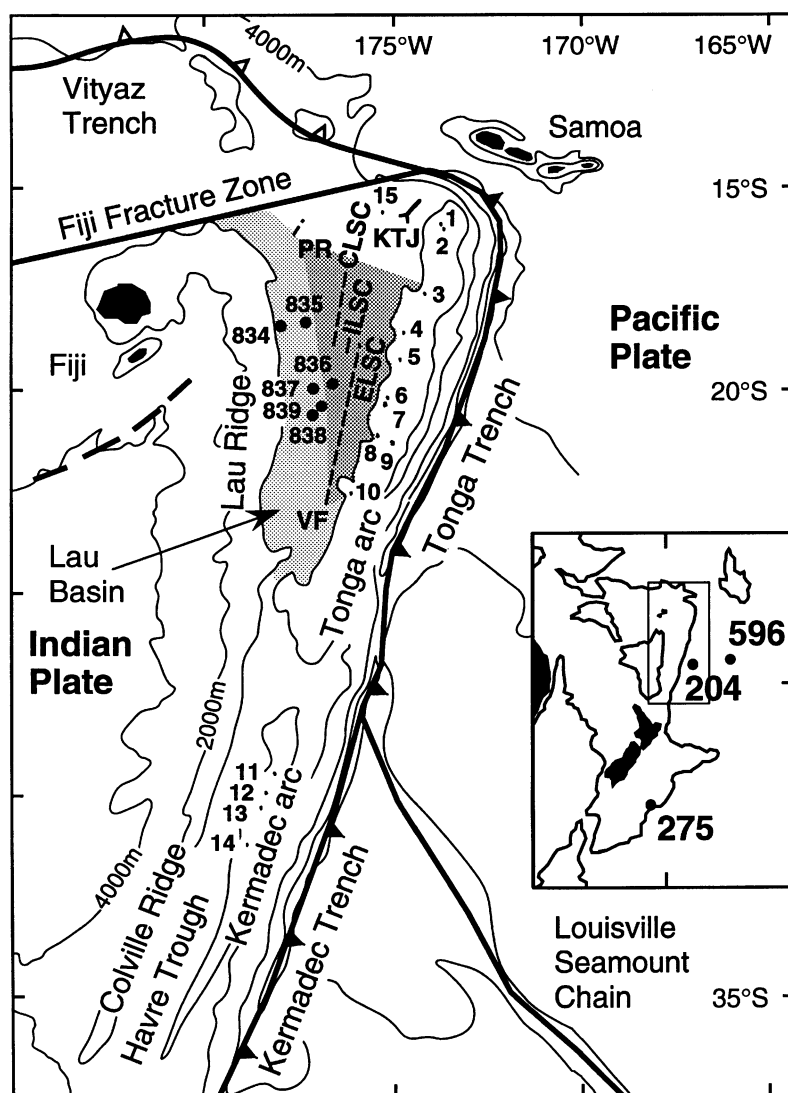 175°W
170°W
165°W
4000m
Vityaz
Trench
Samoa
15°S
Fiji Fracture Zone
15
1
KTJ
2
PR
CLSC
3
835
834
ILSC
4
Pacific
Plate
5
Fiji
836
ELSC
20°S
837
6
839
7
838
8
9
Lau Ridge
10
Tonga Trench
VF
Lau
Basin
Tonga arc
Indian
Plate
596
204
275
2000m
11
12
13
14
Kermadec arc
4000m
Colville Ridge
Havre Trough
Kermadec Trench
Louisville
Seamount
Chain
35°S